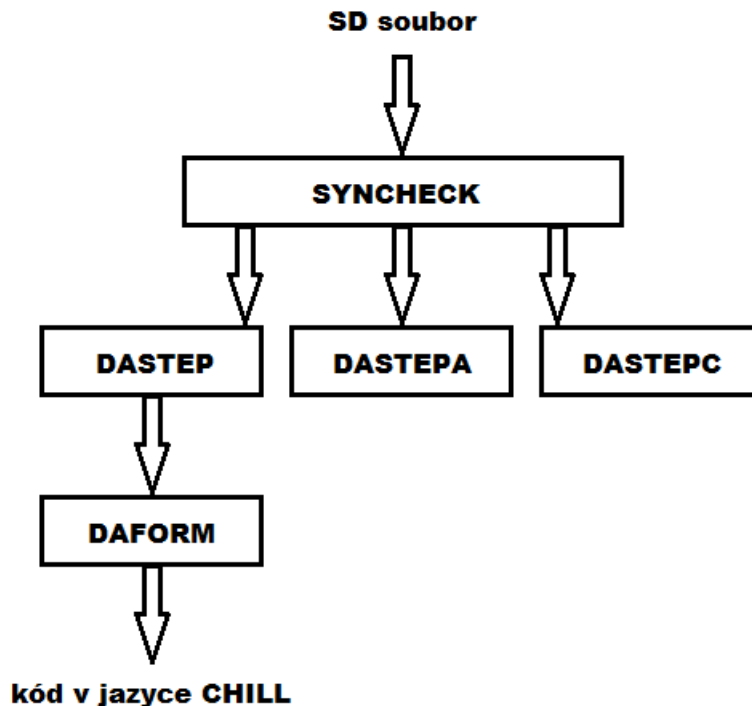 SD soubor
SYNCHECK
DASTEP
DASTEPA
DASTEPC
DAFORM
kód v jazyce CHILL